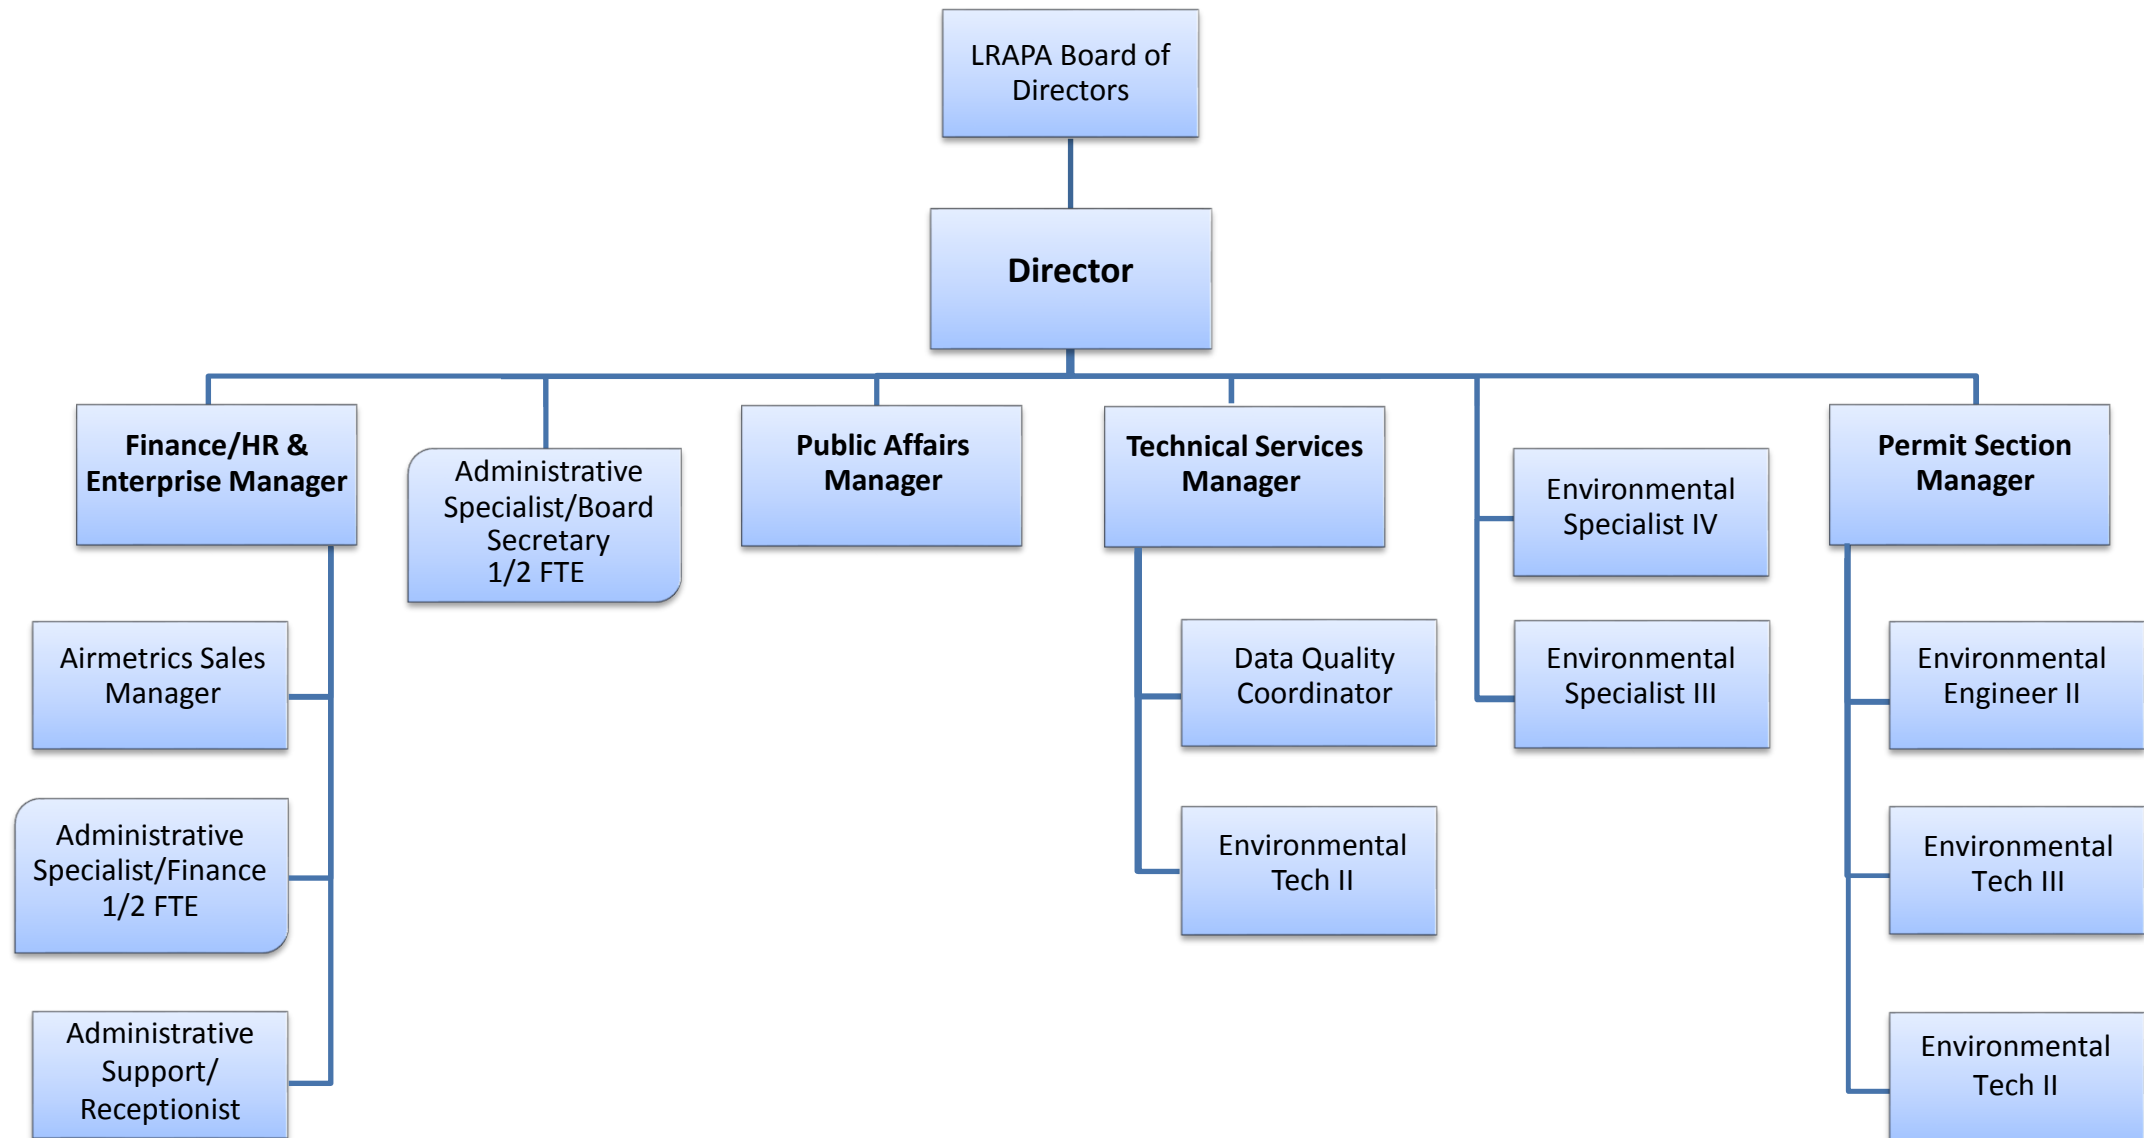 LRAPA Board of
Directors
Director
Finance/HR &
Enterprise Manager
Administrative
Specialist/Board
Secretary
1/2 FTE
Public Affairs
Manager
Technical Services
Manager
Environmental
Specialist IV
Permit Section
Manager
Airmetrics Sales
Manager
Data Quality
Coordinator
Environmental
Specialist III
Environmental
Engineer II
Administrative
Specialist/Finance
1/2 FTE
Environmental
Tech II
Environmental
Tech III
Administrative
Support/
Receptionist
Environmental
Tech II